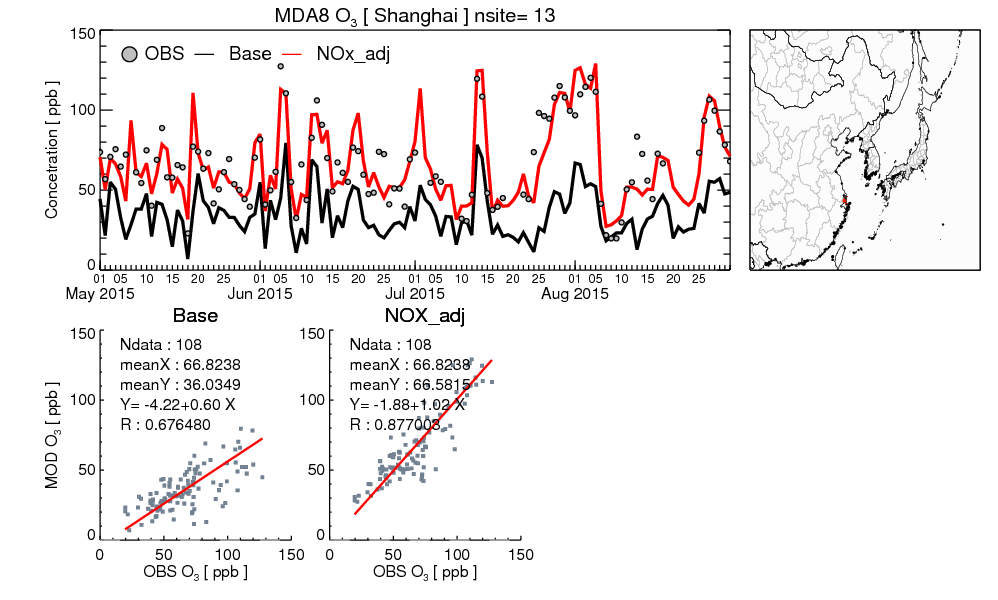 MDA8 O3 [ Shanghai ] nsite= 13
Concetration [ ppb ]
150
100
50
0
OBS Base NOx_adj
01 05 10 15 20 25 01 05 10 15 20 25 01 05 10 15 20 25 01 05 10 15 20 25
May 2015 Jun 2015 Jul 2015 Aug 2015
Base
MOD O3 [ ppb ]
150
100
50
0
Ndata : 108
meanX : 66.8238
meanY : 36.0349
Y= -4.22+0.60 X
R : 0.676480
0 50 100 150
OBS O3 [ ppb ]
NOX_adj
150
100
50
0
Ndata : 108
meanX : 66.8238
meanY : 66.5815
Y= -1.88+1.02 X
R : 0.877003
0 50 100 150
OBS O3 [ ppb ]